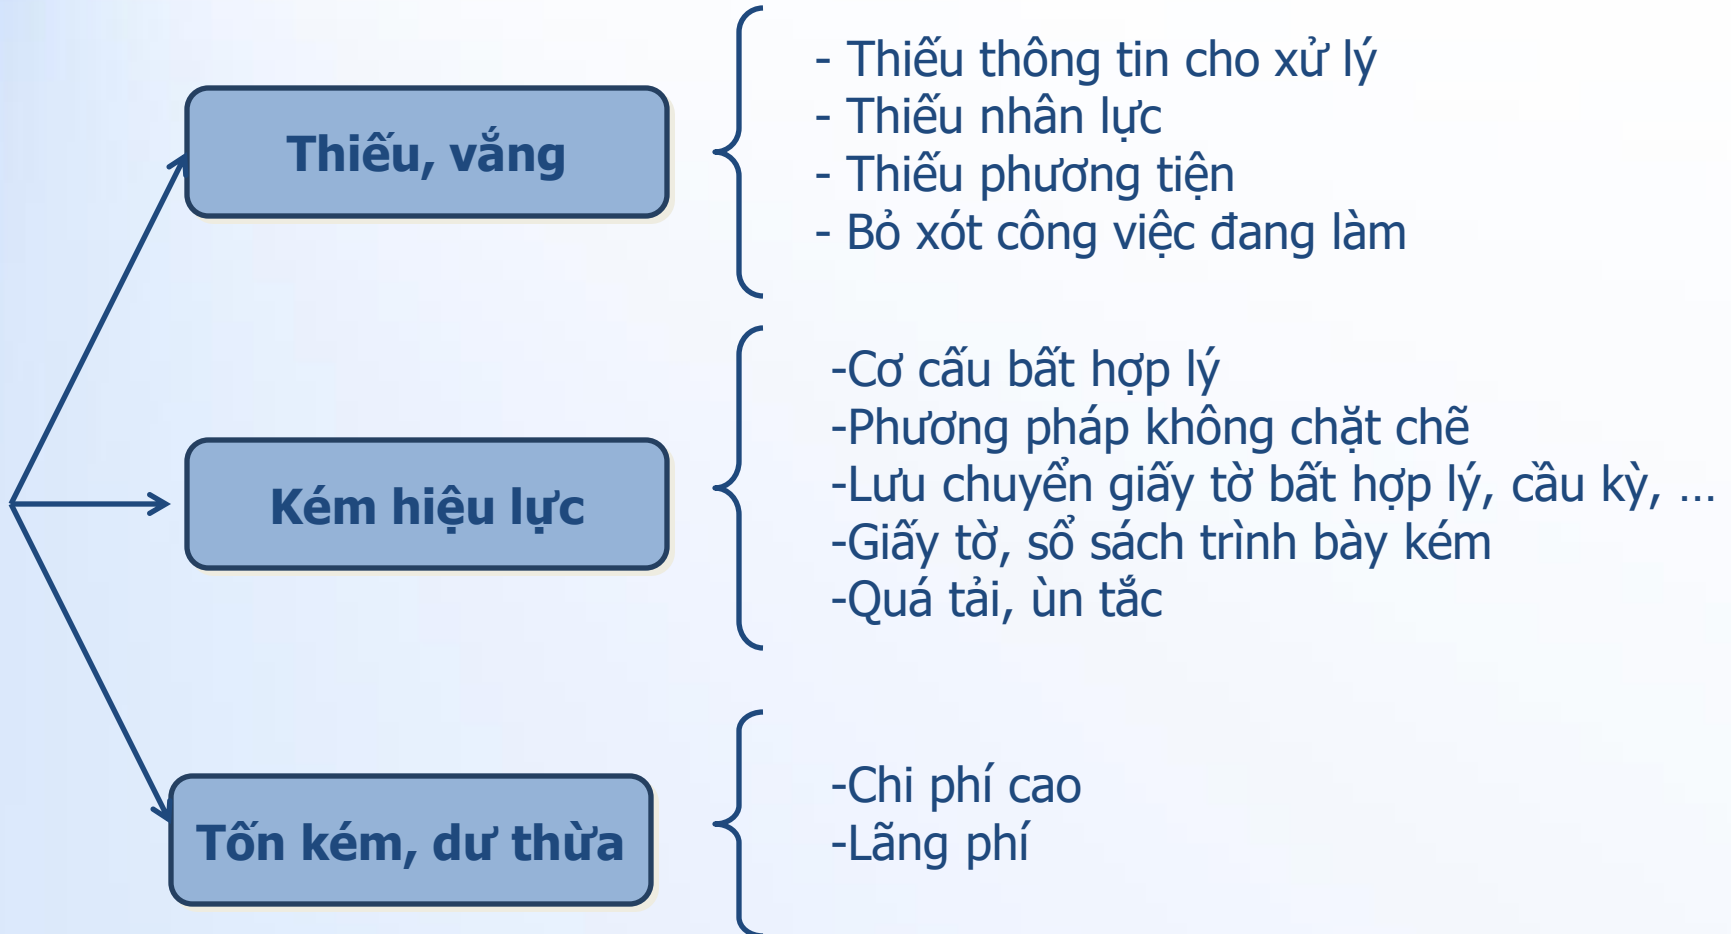 Thiếu, vắng
- Thiếu thông tin cho xử lý
- Thiếu nhân lực
- Thiếu phương tiện
- Bỏ xót công việc đang làm
Kém hiệu lực
-Cơ cấu bất hợp lý
-Phương pháp không chặt chẽ
-Lưu chuyển giấy tờ bất hợp lý, cầu kỳ, ...
-Giấy tờ, sổ sách trình bày kém
-Quá tải, ùn tắc
Tốn kém, dư thừa
-Chi phí cao
-Lãng phí